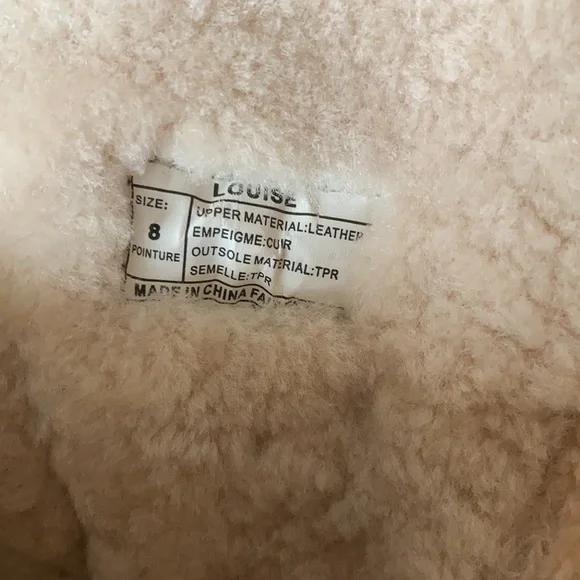 LOUISE
SIZE:
8
POINTURE
UPPER MATERIAL:LEATHER
EMPEIGME:CUIR
OUTSOLE MATERIAL:TPR
SEMELLE:TPR
MADE IN CHINA